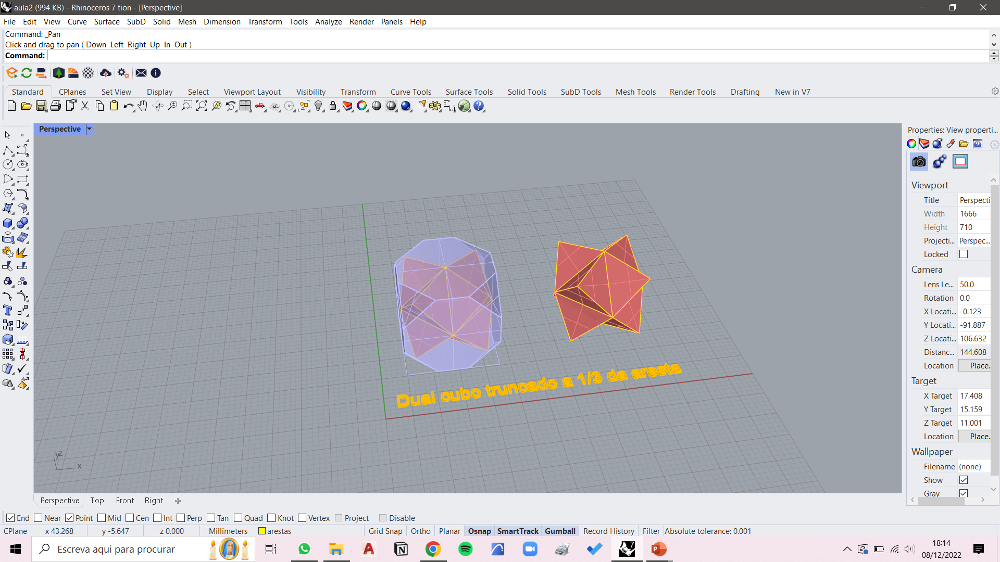 aula2 (994 KB) - Rhinoceros 7 tion - [Perspective]
File Edit View Curve Surface SubD Solid Mesh Dimension Transform Tools Analyze Render Panels Help
Command: _Pan
Click and drag to pan ( Down Left Right Up In Out )
Command:
Standard CPlanes Set View Display Select Viewport Layout Visibility Transform Curve Tools Surface Tools Solid Tools SubD Tools Mesh Tools Render Tools Drafting New in V7
Perspective
Properties: View properti...
Viewport
Title Perspecti
Width 1666
Height 710
Projecti... Perspec...
Locked
Camera
Lens Le... 50.0
Rotation 0.0
X Locati... -0.123
Y Locati... -91.887
Z Locati... 106.632
Distanc... 144.608
Location Place.
Target
X Target 17.408
Y Target 15.159
Z Target 11.001
Location Place.
Wallpaper
Filename (none)
Show
Gray
Dual cubo truncado a 1/3 da aresta
z
y
x
Perspective Top Front Right
End Near Point Mid Cen Int Perp Tan Quad Knot Vertex Project Disable
CPlane x 43.268 y -5.647 z 0.000 Millimeters arestas Grid Snap Ortho Planar Osnap SmartTrack Gumball Record History Filter Absolute tolerance: 0.001
Escreva aqui para procurar
18:14
08/12/2022